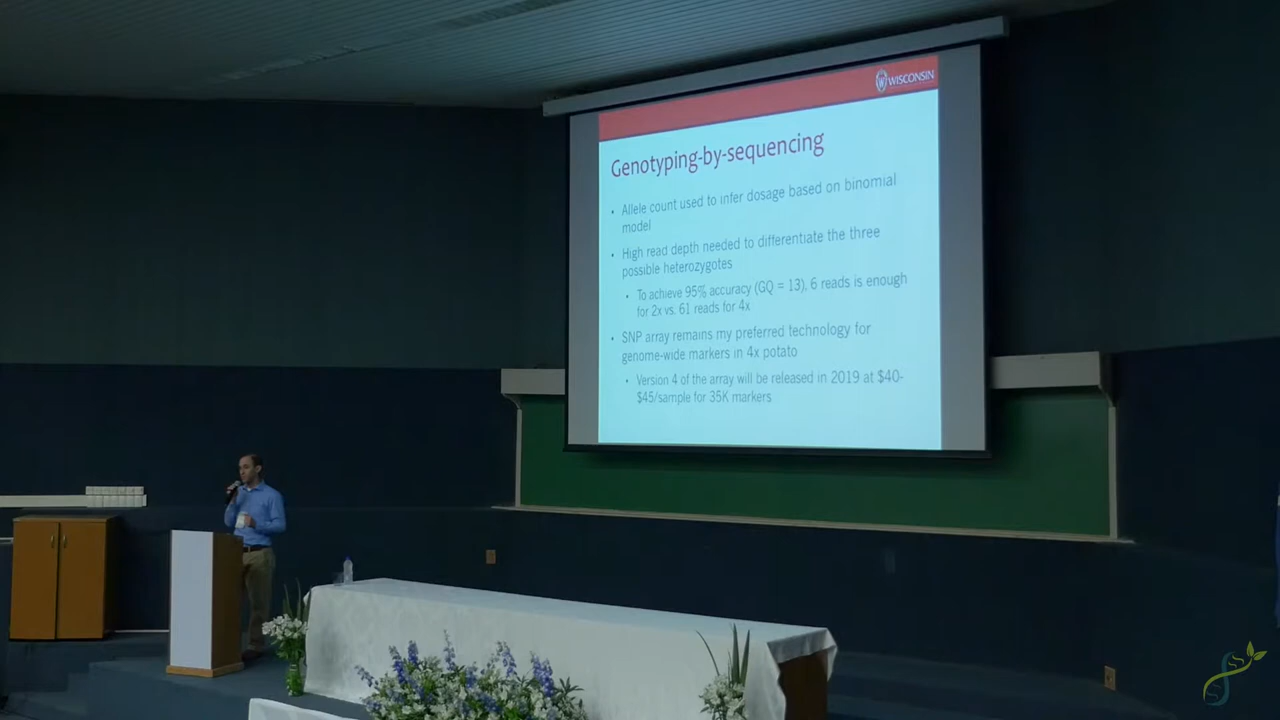 WISCONSIN
Genotyping-by-sequencing
• Allele count used to infer dosage based on binomial
model
• High read depth needed to differentiate the three
possible heterozygotes
• To achieve 95% accuracy (GQ = 13), 6 reads is enough
for 2x vs. 61 reads for 4x
• SNP array remains my preferred technology for
genome-wide markers in 4x potato
• Version 4 of the array will be released in 2019 at $40-
$45/sample for 35K markers